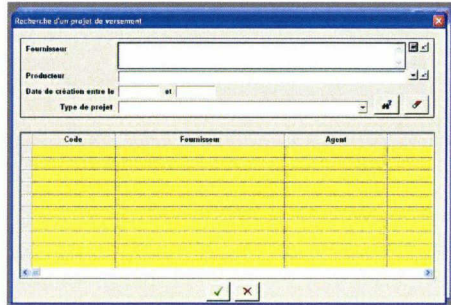 Recherche d'un projet de versement
Fournisseur
Producteur
Date de création entre le et
Type de projet
Code Fournisseur Agent